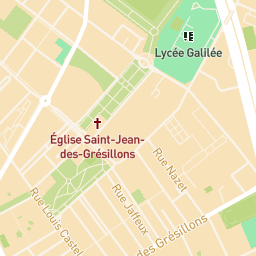 Lycée Galilée
Église Saint-Jean-
des-Grésillons
Rue Nazet
Rue Jaffeux
Rue Louis Castel
des Grésillons